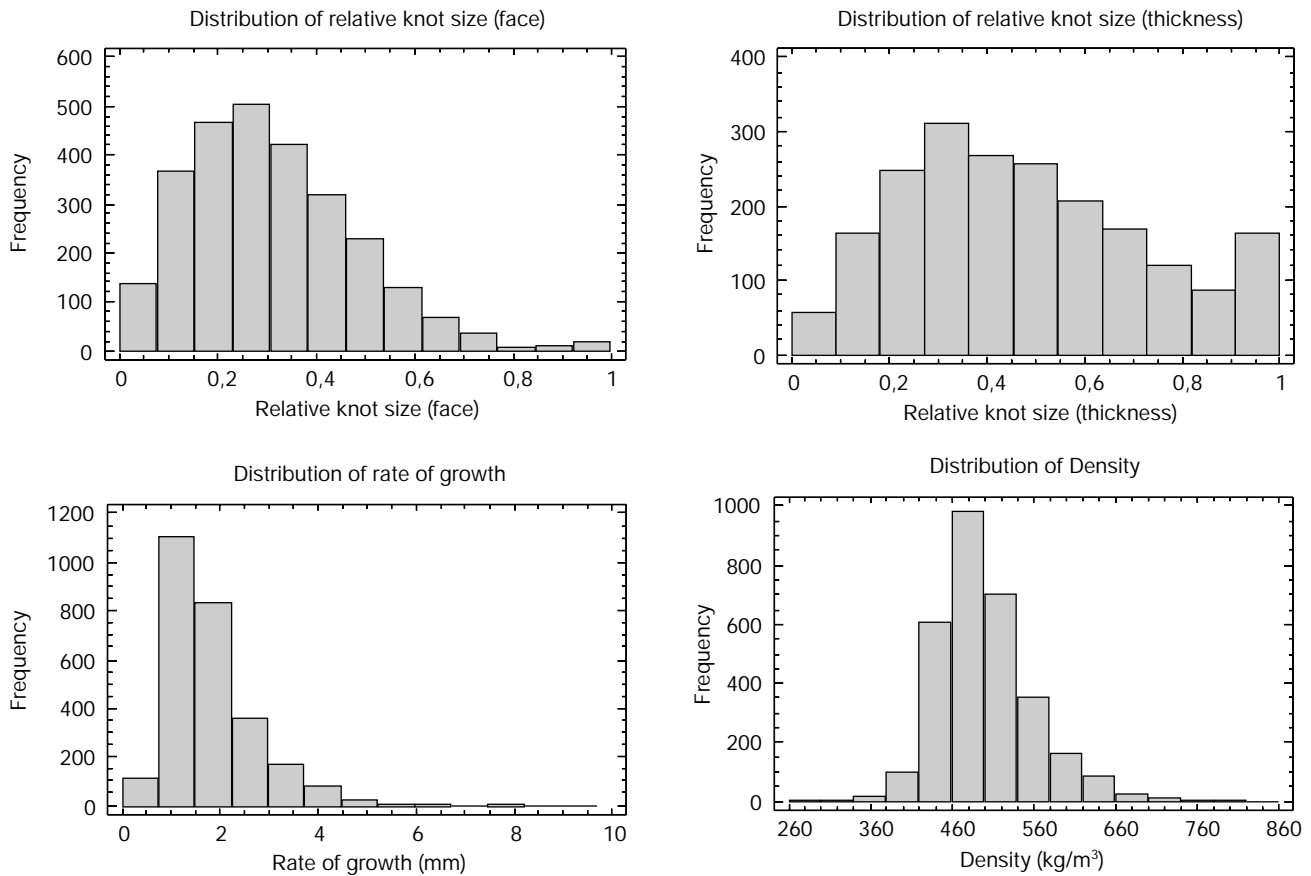 Distribution of relative knot size (face)
600
500
400
300
200
100
0
0 0,2 0,4 0,6 0,8 1
Frequency
Relative knot size (face)
Distribution of relative knot size (thickness)
400
300
200
100
0
0 0,2 0,4 0,6 0,8 1
Frequency
Relative knot size (thickness)
Distribution of rate of growth
1200
1000
800
600
400
200
0
0 2 4 6 8 10
Frequency
Rate of growth (mm)
Distribution of Density
1000
800
600
400
200
0
260 360 460 560 660 760 860
Frequency
Density (kg/m³)